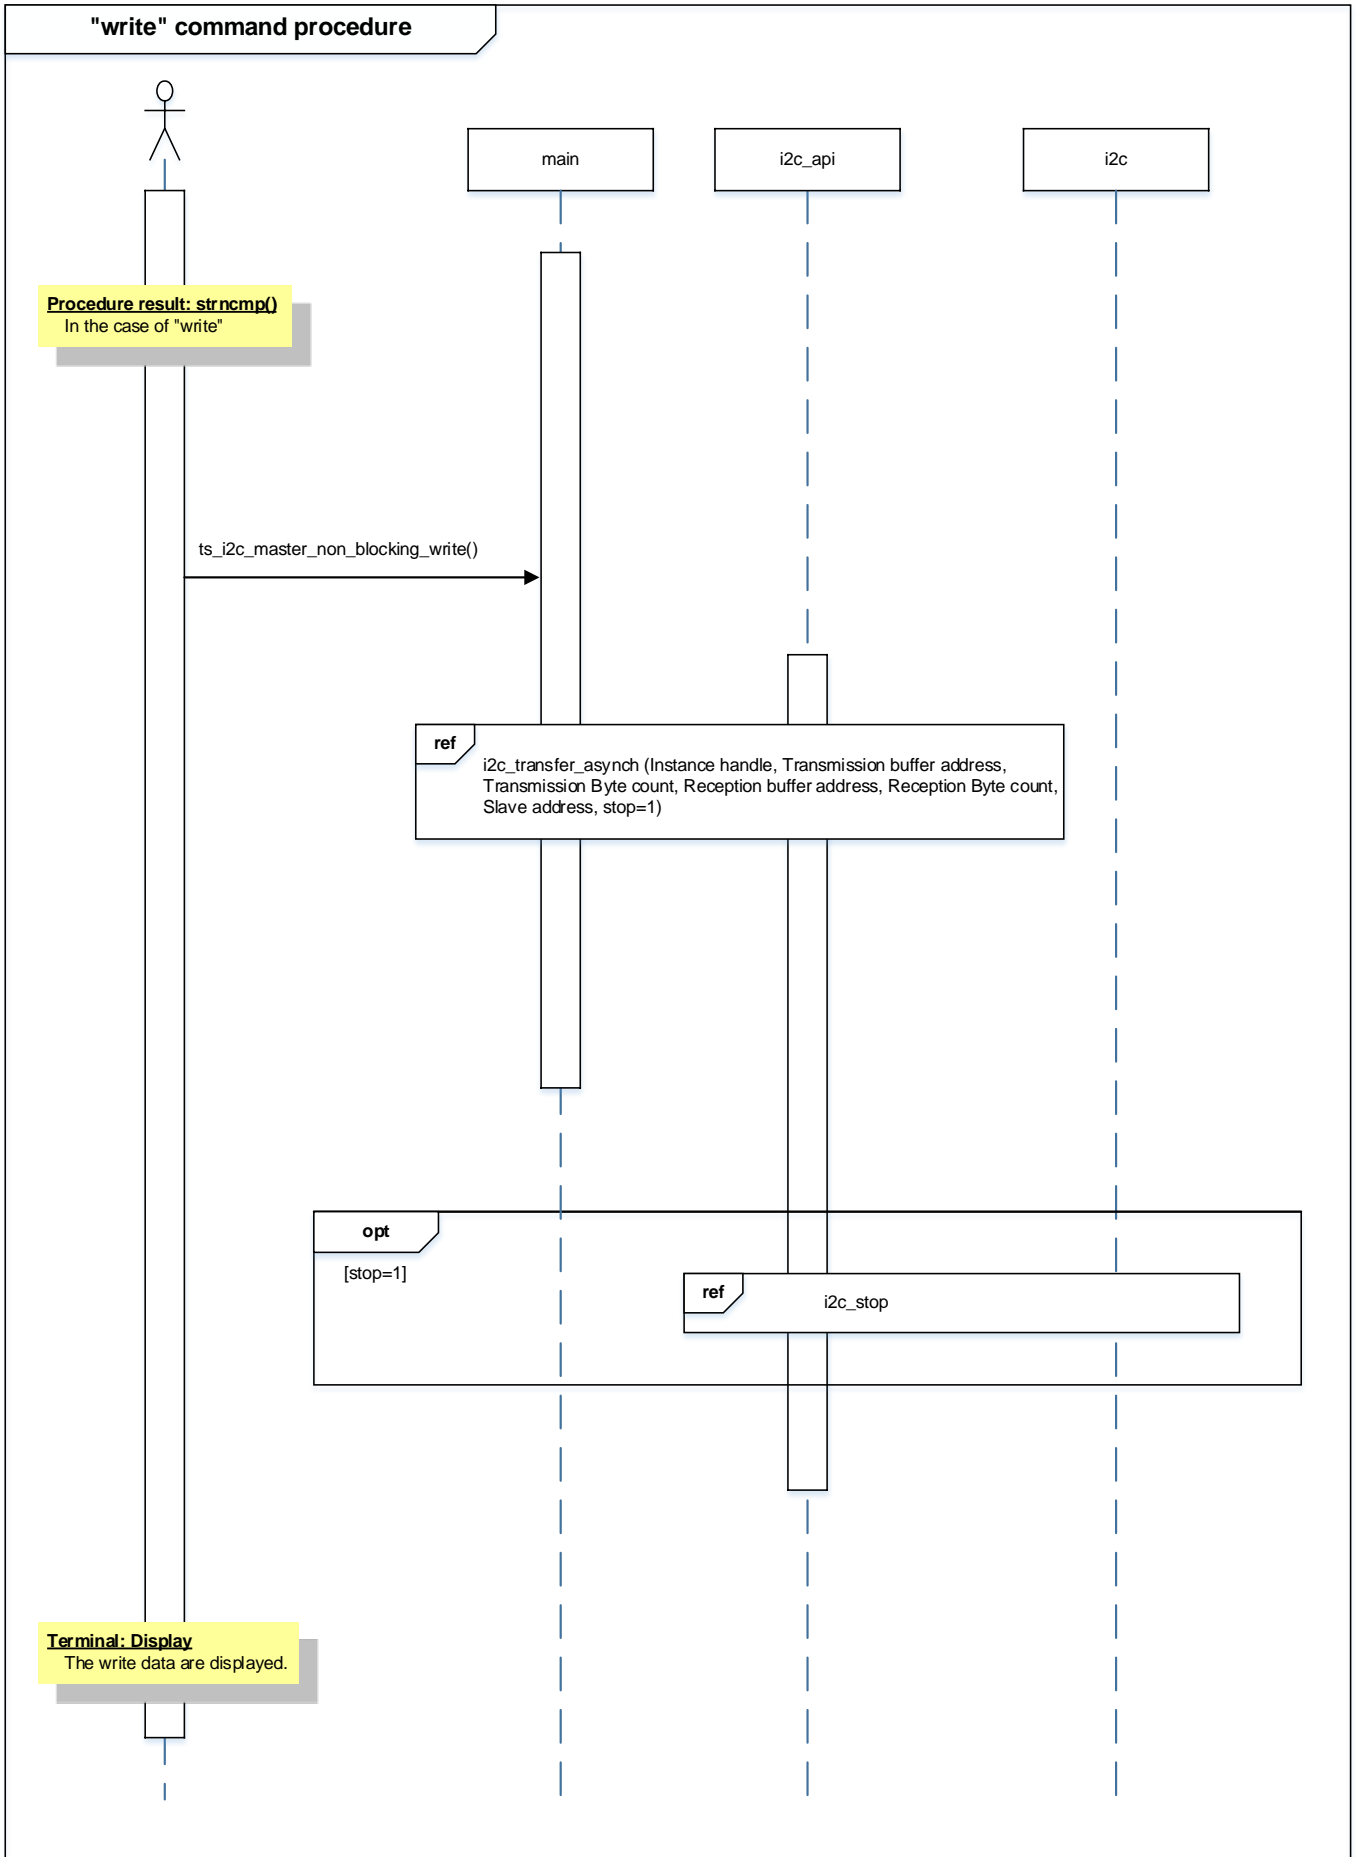 "write" command procedure
main
i2c_api
i2c
Procedure result: strncmp()
In the case of "write"
ts_i2c_master_non_blocking_write()
ref
i2c_transfer_asynch (Instance handle, Transmission buffer address,
Transmission Byte count, Reception buffer address, Reception Byte count,
Slave address, stop=1)
opt
[stop=1]
ref
i2c_stop
Terminal: Display
The write data are displayed.